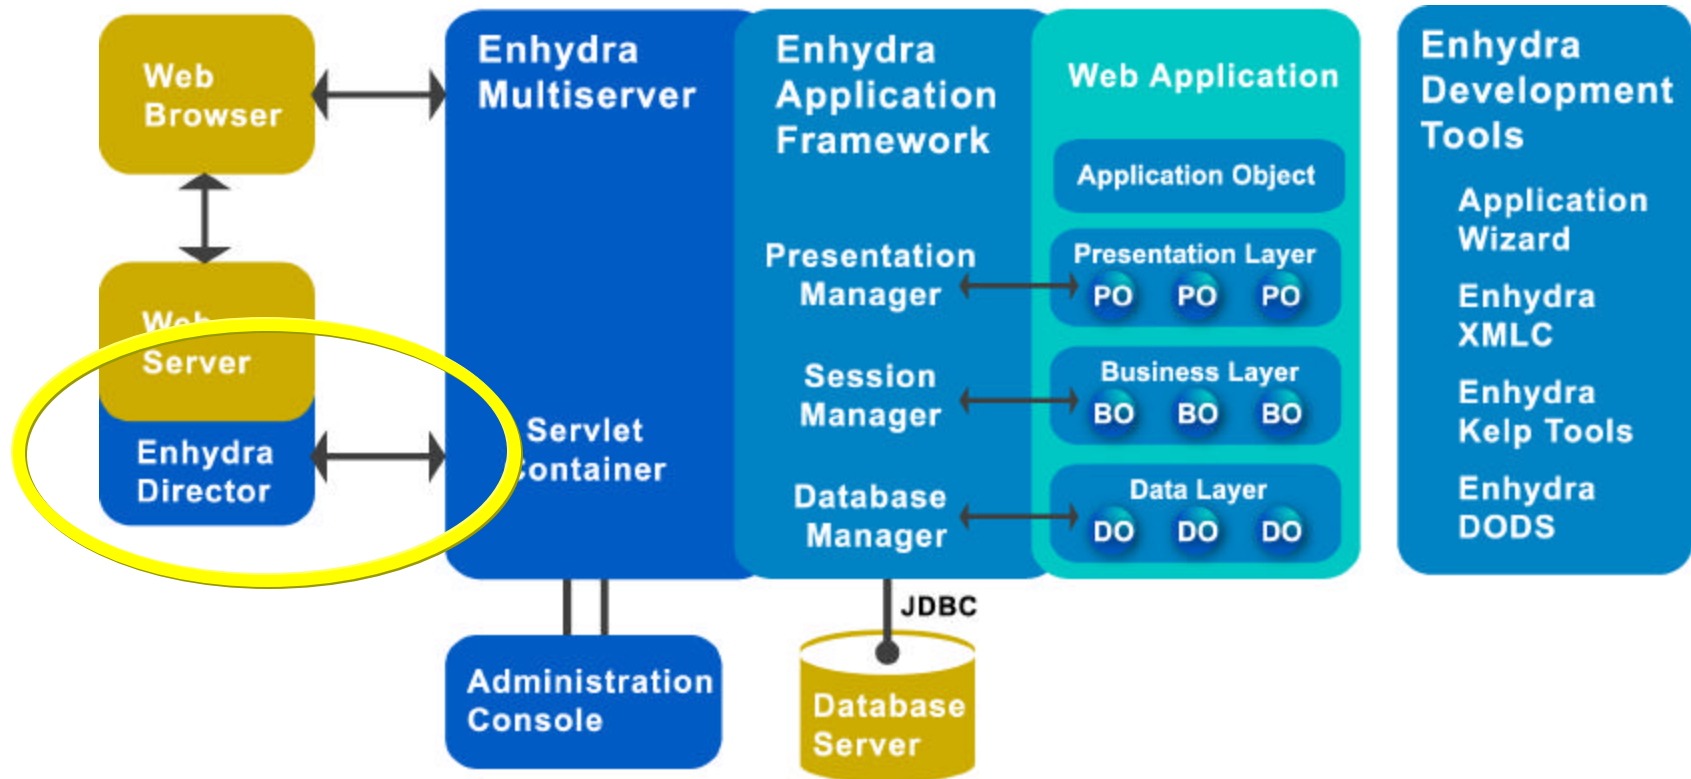 Web
Browser
Web
Server
Enhydra
Director
Enhydra
Multiserver
Servlet
Container
Administration
Console
Enhydra
Application
Framework
Presentation
Manager
Session
Manager
Database
Manager
JDBC
Database
Server
Web Application
Application Object
Presentation Layer
PO PO PO
Business Layer
BO BO BO
Data Layer
DO DO DO
Enhydra
Development
Tools
Application
Wizard
Enhydra
XMLC
Enhydra
Kelp Tools
Enhydra
DODS